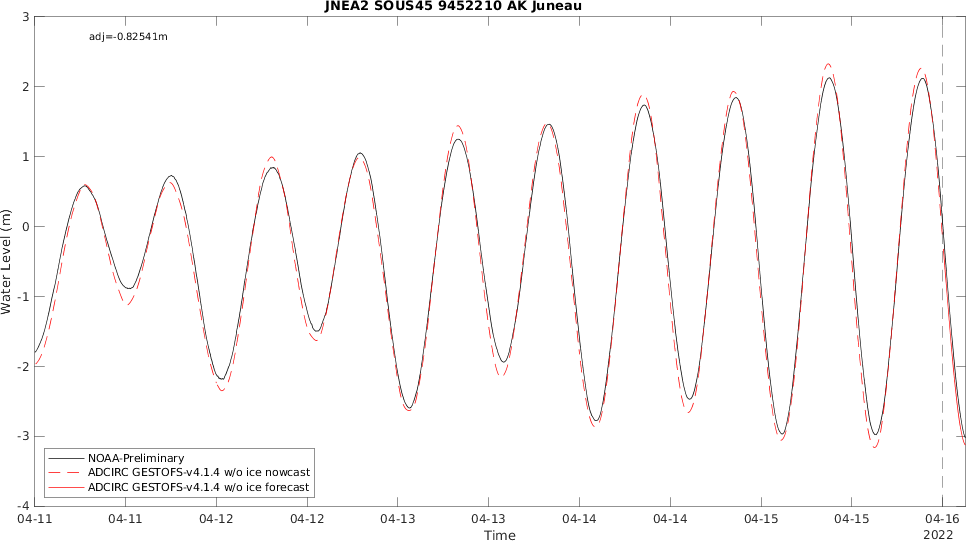 JNEA2 SOUS45 9452210 AK Juneau
adj=-0.82541m
3
2
1
0
-1
-2
-3
-4
Water Level (m)
NOAA-Preliminary
ADCIRC GESTOFS-v4.1.4 w/o ice nowcast
ADCIRC GESTOFS-v4.1.4 w/o ice forecast
04-11 04-11 04-12 04-12 04-13 04-13 04-14 04-14 04-15 04-15 04-16
Time
2022